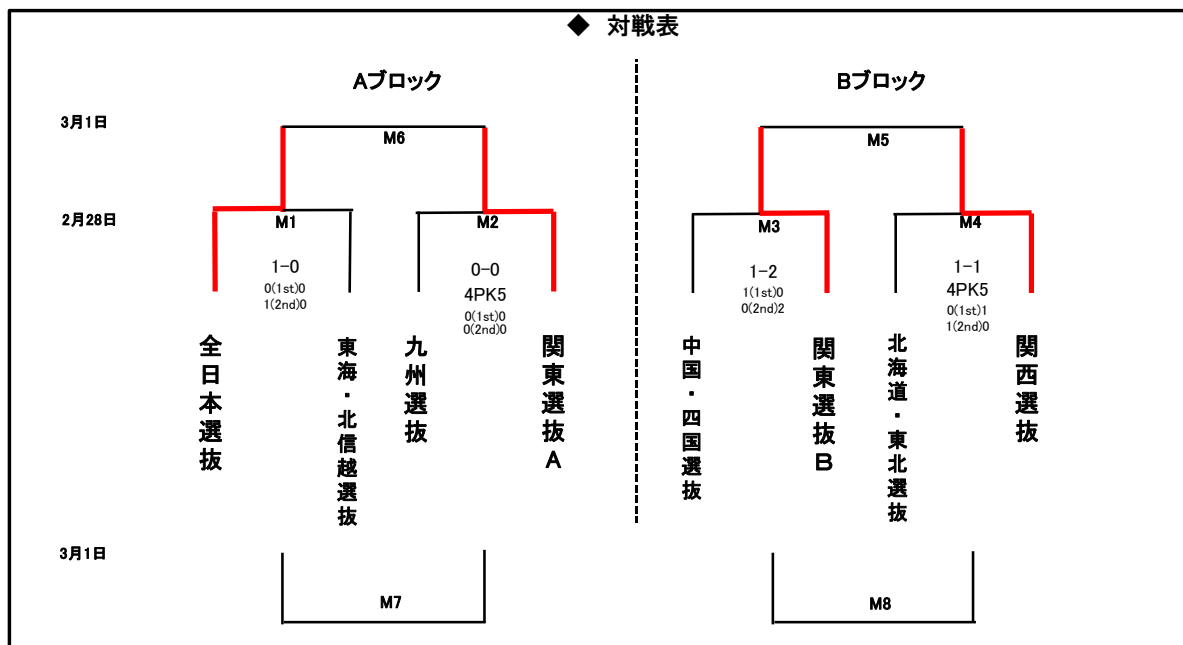 ◆ 対戦表
Aブロック
Bブロック
3月1日
M6
M5
2月28日
M1
M2
M3
M4
1-0
0(1st)0
1(2nd)0
0-0
4PK5
0(1st)0
0(2nd)0
1-2
1(1st)0
0(2nd)2
1-1
4PK5
0(1st)1
1(2nd)0
全日本選抜
東海・北信越選抜
九州選抜
関東選抜A
中国・四国選抜
関東選抜B
北海道・東北選抜
関西選抜
3月1日
M7
M8